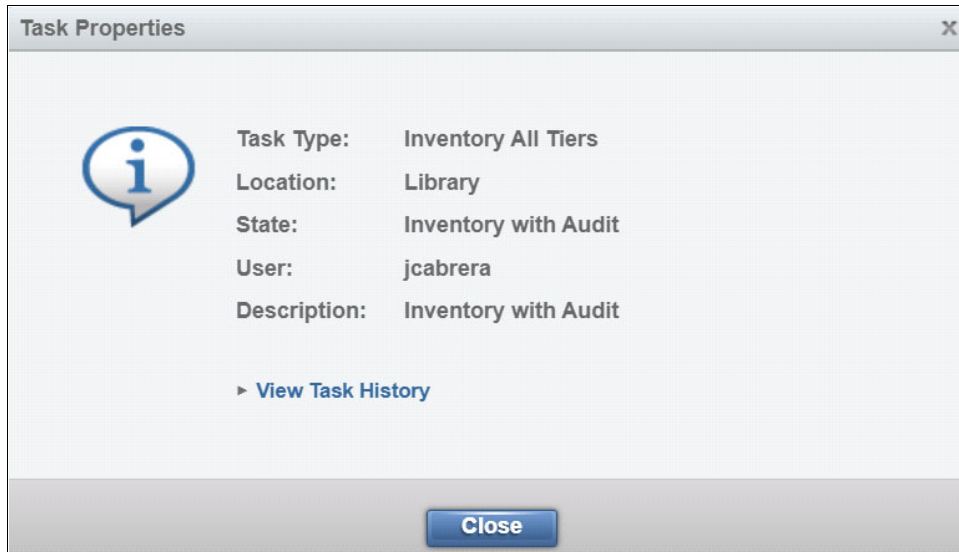 Task Properties x
Task Type: Inventory All Tiers
Location: Library
State: Inventory with Audit
User: jcabrera
Description: Inventory with Audit
View Task History
Close